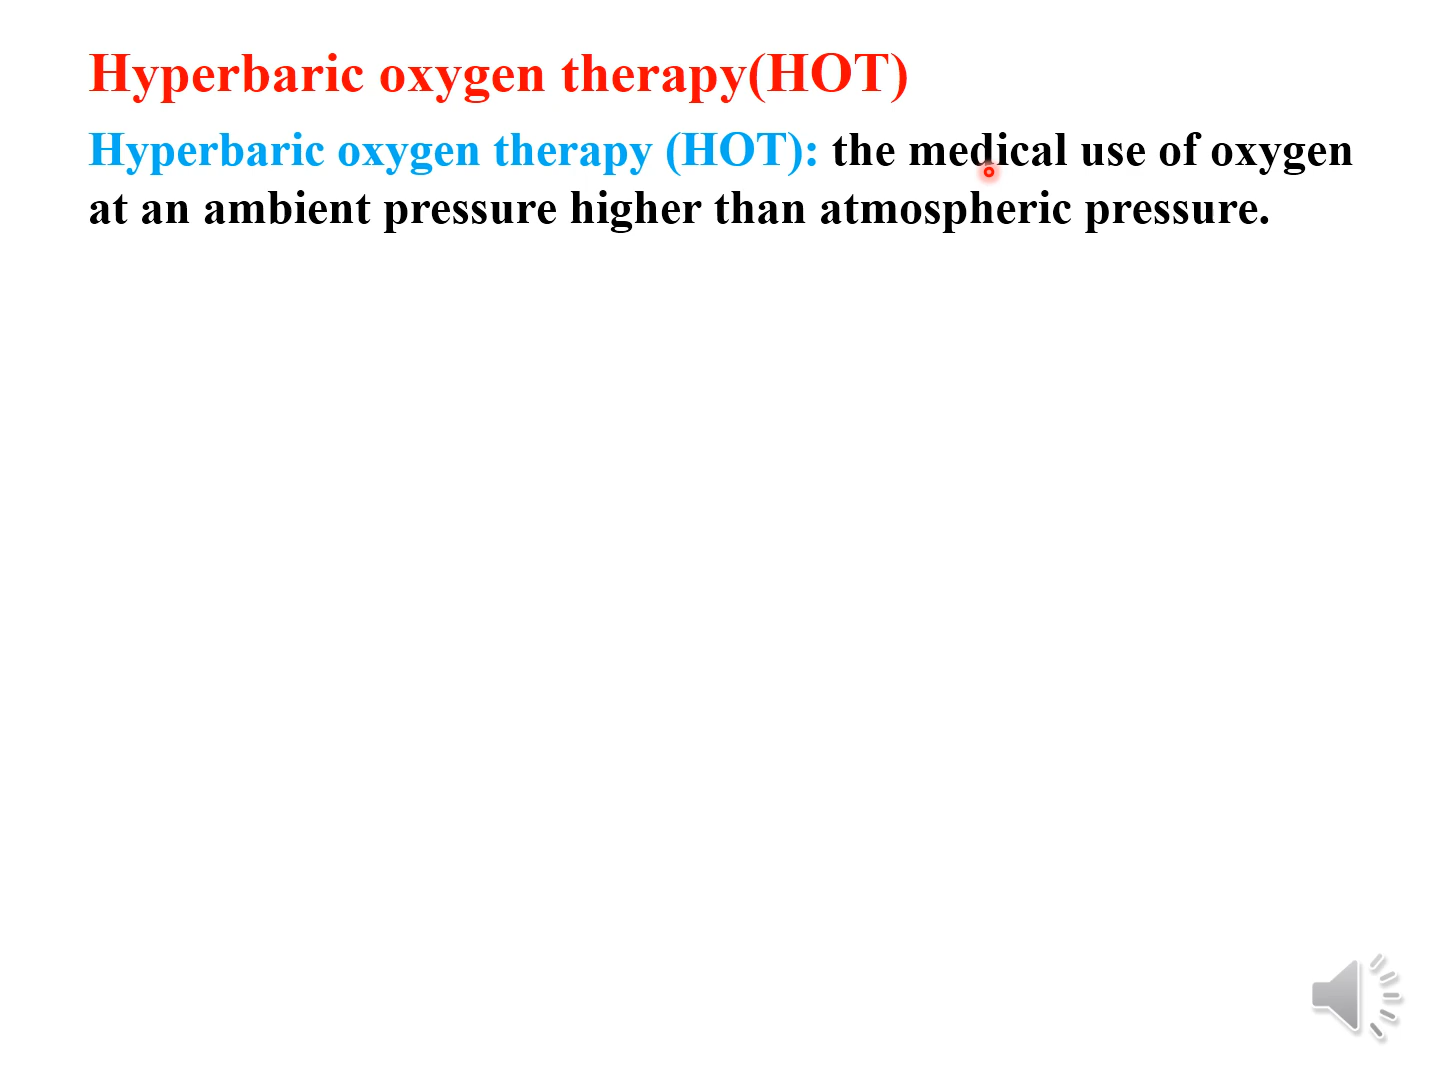 Hyperbaric oxygen therapy(HOT)
Hyperbaric oxygen therapy (HOT): the medical use of oxygen
at an ambient pressure higher than atmospheric pressure.